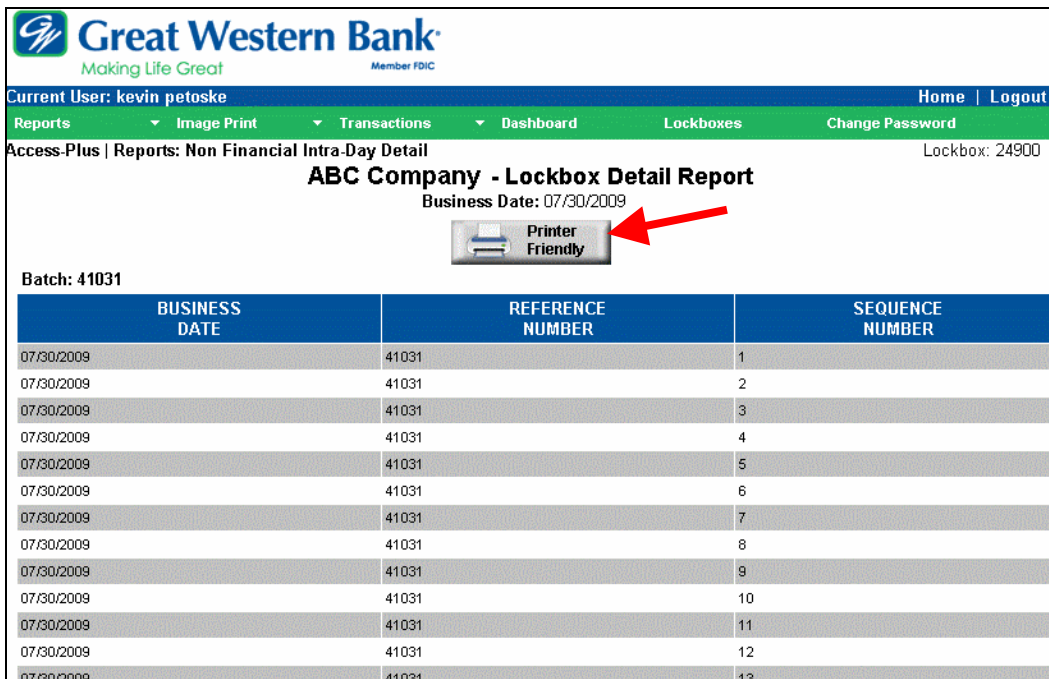 Great Western Bank
Making Life Great Member FDIC
Current User: kevin petoske Home | Logout
Reports Image Print Transactions Dashboard Lockboxes Change Password
Access-Plus | Reports: Non Financial Intra-Day Detail Lockbox: 24900
ABC Company - Lockbox Detail Report
Business Date: 07/30/2009
Printer
Friendly
Batch: 41031
BUSINESS REFERENCE SEQUENCE
DATE NUMBER NUMBER
07/30/2009 41031 1
07/30/2009 41031 2
07/30/2009 41031 3
07/30/2009 41031 4
07/30/2009 41031 5
07/30/2009 41031 6
07/30/2009 41031 7
07/30/2009 41031 8
07/30/2009 41031 9
07/30/2009 41031 10
07/30/2009 41031 11
07/30/2009 41031 12
07/30/2009 41031 13